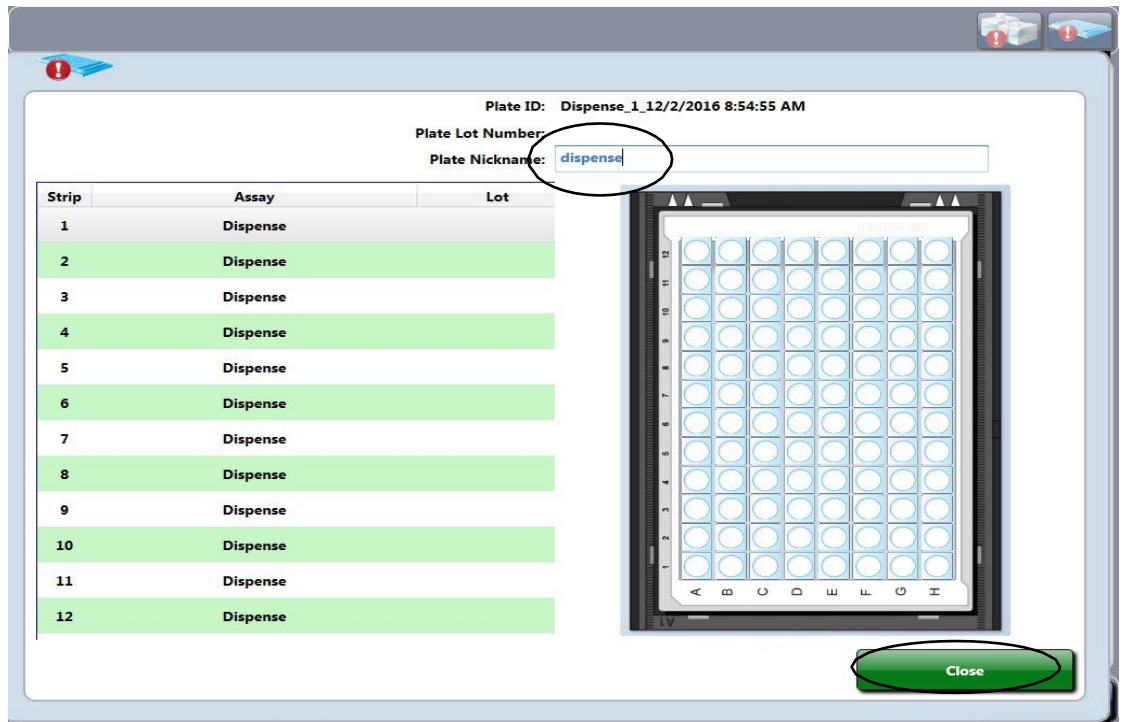 Plate ID: Dispense_1_12/2/2016 8:54:55 AM
Plate Lot Number:
Plate Nickname: dispense
Strip Assay Lot
1 Dispense
2 Dispense
3 Dispense
4 Dispense
5 Dispense
6 Dispense
7 Dispense
8 Dispense
9 Dispense
10 Dispense
11 Dispense
12 Dispense
12
11
10
9
8
7
6
5
4
3
2
1
A B C D E F G H
A1
Close